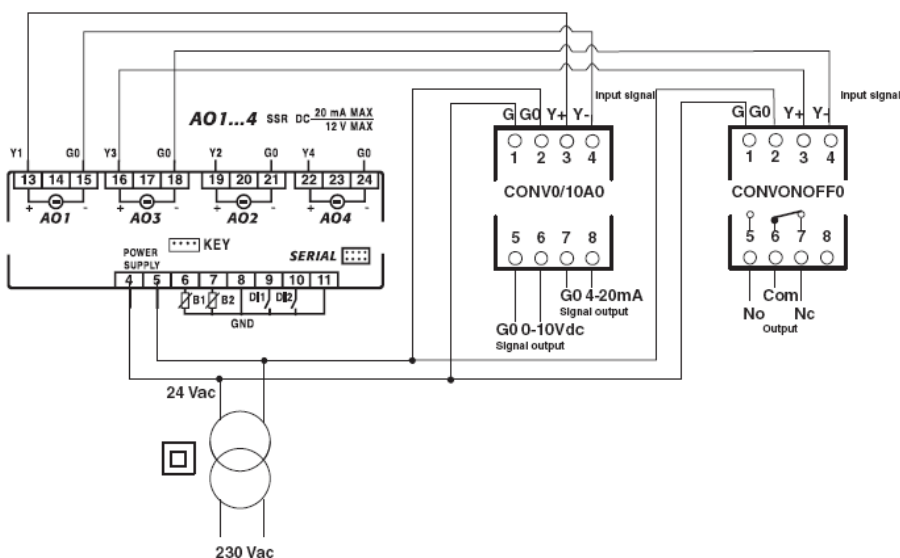 AO1...4 SSR DC 20 mA MAX
12 V MAX
Y1 G0 Y3 G0 Y2 G0 Y4 G0
13 14 15 16 17 18 19 20 21 22 23 24
+ - + - + - + -
AO1 AO3 AO2 AO4
KEY
POWER
SUPPLY
SERIAL
4 5 6 7 8 9 10 11
B1 B2 DI1 DI2
GND
Input signal
G G0 Y+ Y-
1 2 3 4
CONV0/10A0
5 6 7 8
G0 4-20mA
Signal output
G0 0-10Vdc
Signal output
Input signal
G G0 Y+ Y-
1 2 3 4
CONVONOFF0
5 6 7 8
Com
No Nc
Output
24 Vac
230 Vac